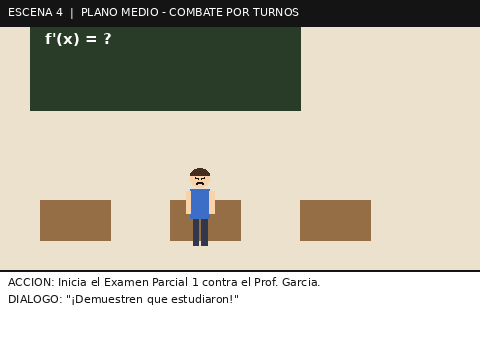 ESCENA 4 | PLANO MEDIO - COMBATE POR TURNOS
f'(x) = ?
ACCION: Inicia el Examen Parcial 1 contra el Prof. Garcia.
DIALOGO: "¡Demuestren que estudiaron!"